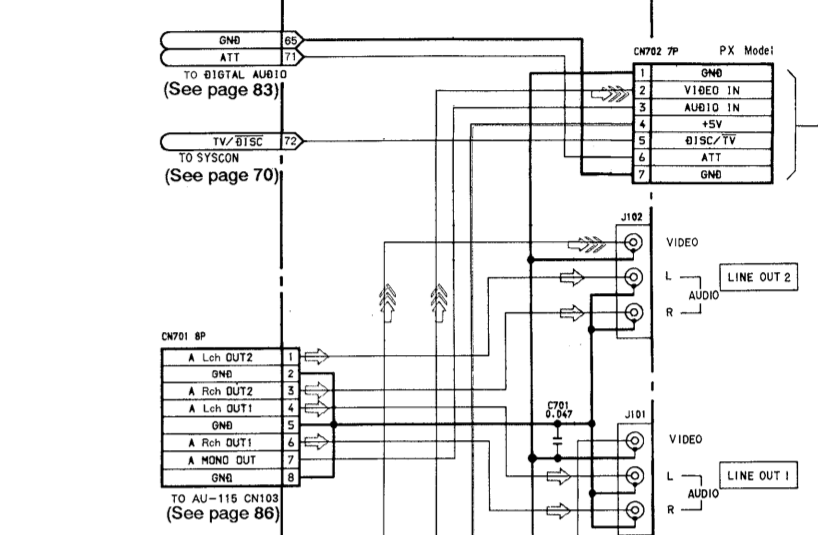 GND 65
ATT 71
TO DIGTAL AUDIO
(See page 83)
TV/DISC 72
TO SYSCON
(See page 70)
CN702 7P PX Model
1 GND
2 VIDEO IN
3 AUDIO IN
4 +5V
5 DISC/TV
6 ATT
7 GND
J102
VIDEO
L
AUDIO
R
LINE OUT 2
CN701 8P
A Lch OUT2 1
GND 2
A Rch OUT2 3
A Lch OUT1 4
GND 5
A Rch OUT1 6
A MONO OUT 7
GND 8
TO AU-115 CN103
(See page 86)
C701
0.047
J101
VIDEO
L
AUDIO
R
LINE OUT 1